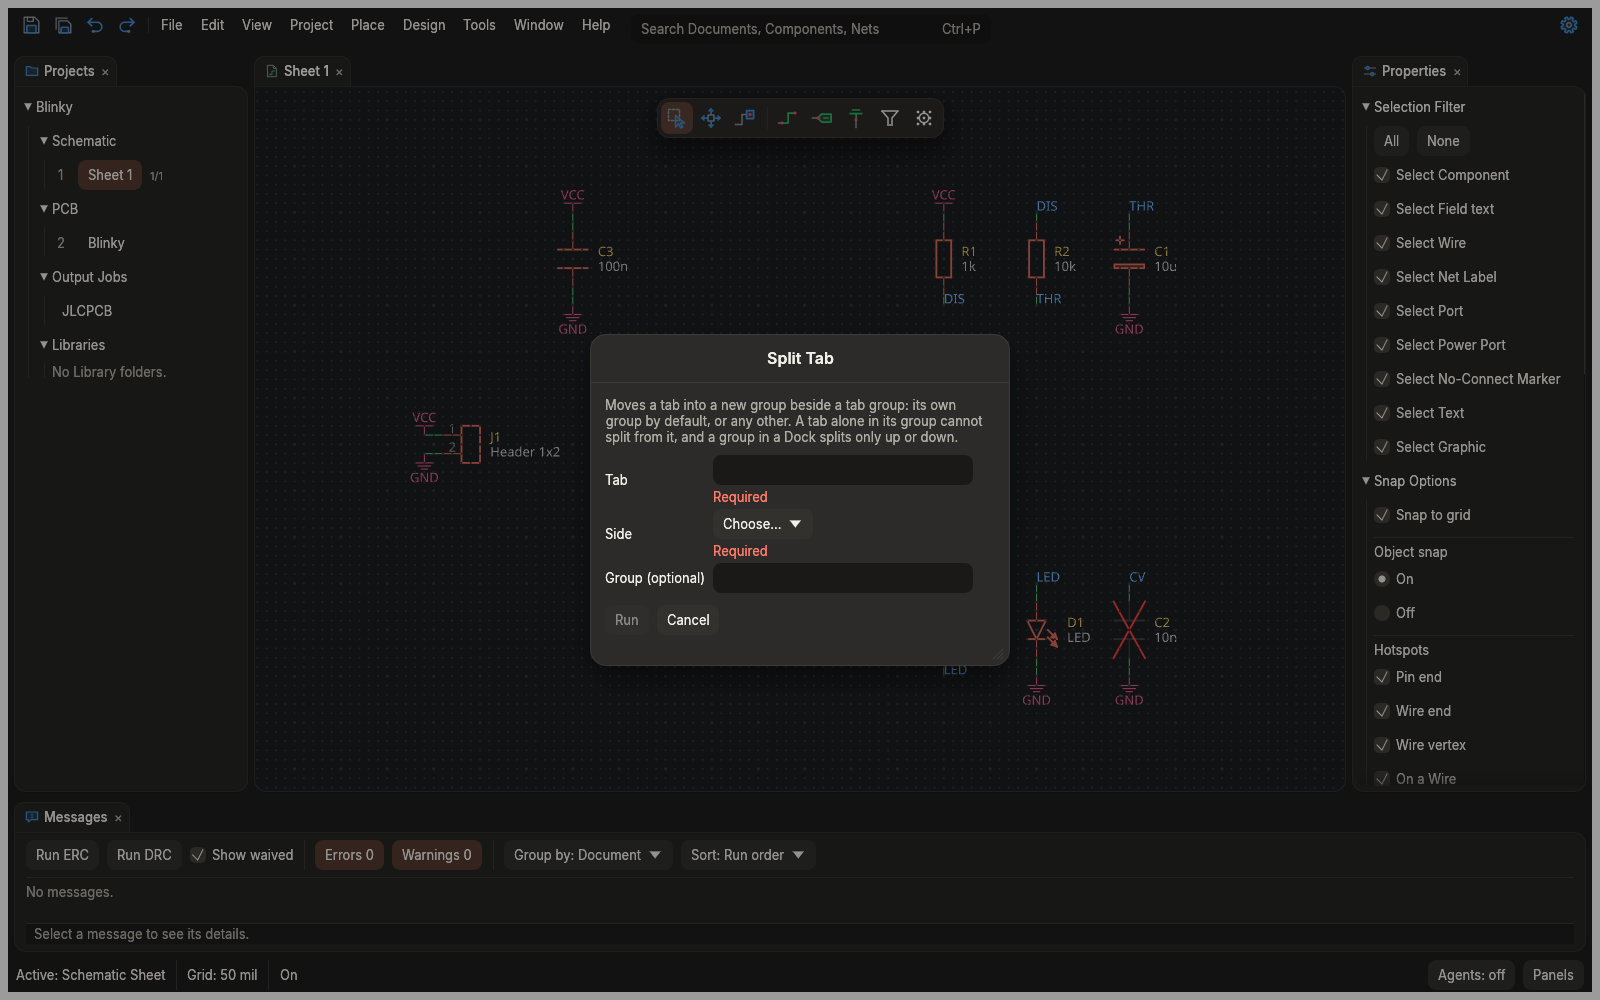 File Edit View Project Place Design Tools Window Help
Search Documents, Components, Nets Ctrl+P
Projects ×
Sheet 1 ×
Properties ×
Blinky
Schematic
1 Sheet 1 1/1
PCB
2 Blinky
Output Jobs
JLCPCB
Libraries
No Library folders.
VCC
C3
100n
GND
VCC
R1
1k
DIS
DIS
R2
10k
THR
THR
C1
10u
GND
VCC
1
2
J1
Header 1x2
GND
Split Tab
Moves a tab into a new group beside a tab group: its own
group by default, or any other. A tab alone in its group cannot
split from it, and a group in a Dock splits only up or down.
Tab
Required
Side
Choose...
Required
Group (optional)
Run Cancel
LED
LED
D1
LED
GND
CV
C2
10n
GND
Selection Filter
All None
Select Component
Select Field text
Select Wire
Select Net Label
Select Port
Select Power Port
Select No-Connect Marker
Select Text
Select Graphic
Snap Options
Snap to grid
Object snap
On
Off
Hotspots
Pin end
Wire end
Wire vertex
On a Wire
Messages ×
Run ERC Run DRC Show waived Errors 0 Warnings 0 Group by: Document Sort: Run order
No messages.
Select a message to see its details.
Active: Schematic Sheet Grid: 50 mil On
Agents: off Panels